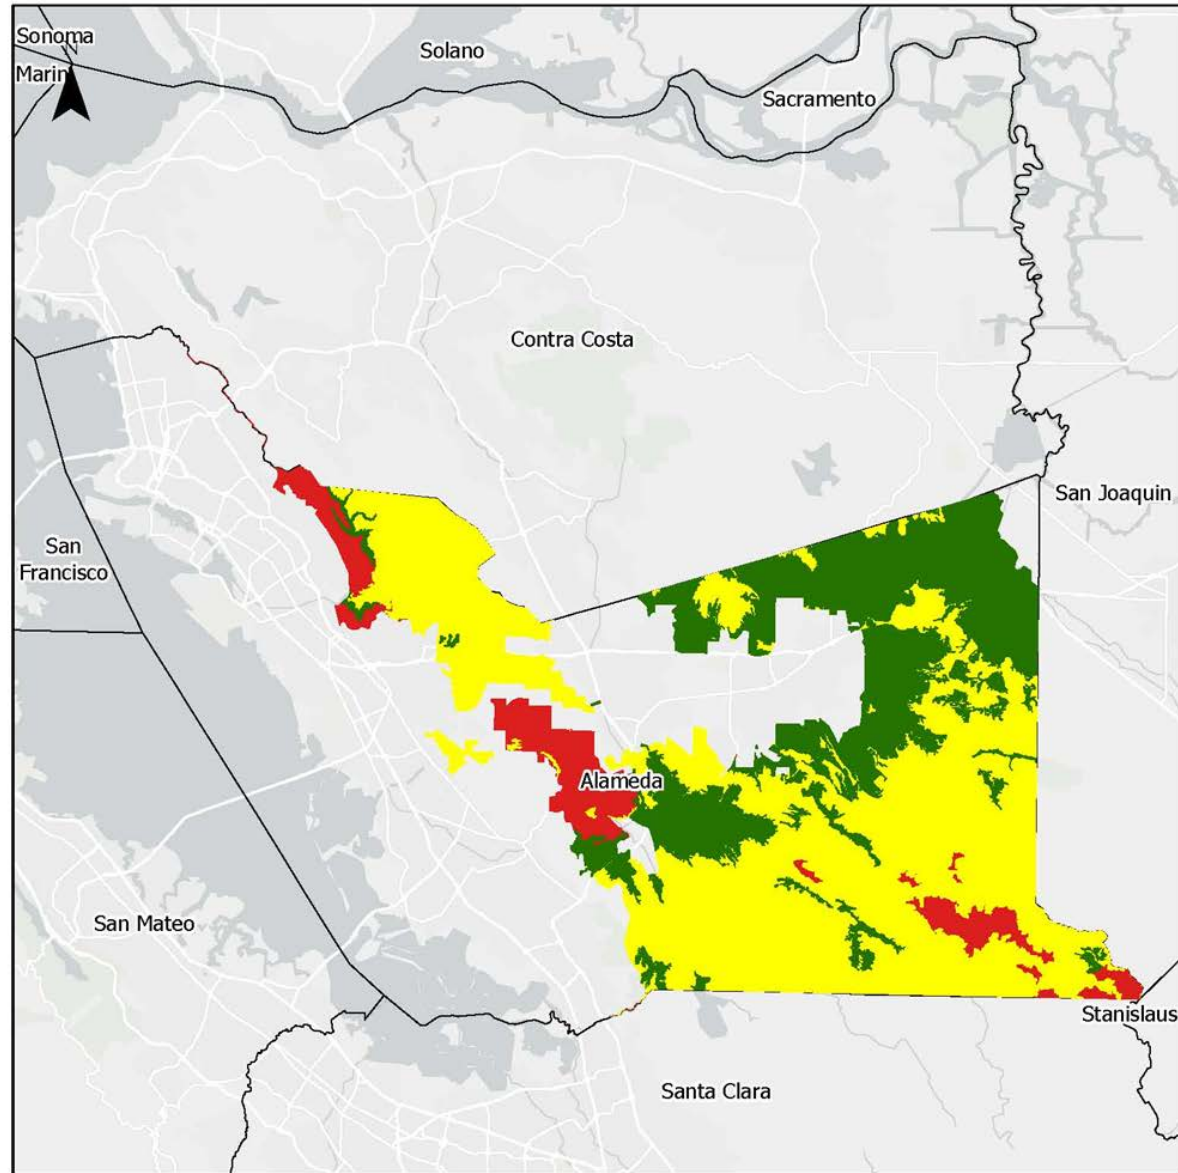 Sonoma
N
Marin
Solano
Sacramento
Contra Costa
San Joaquin
San
Francisco
Alameda
San Mateo
Stanislaus
Santa Clara